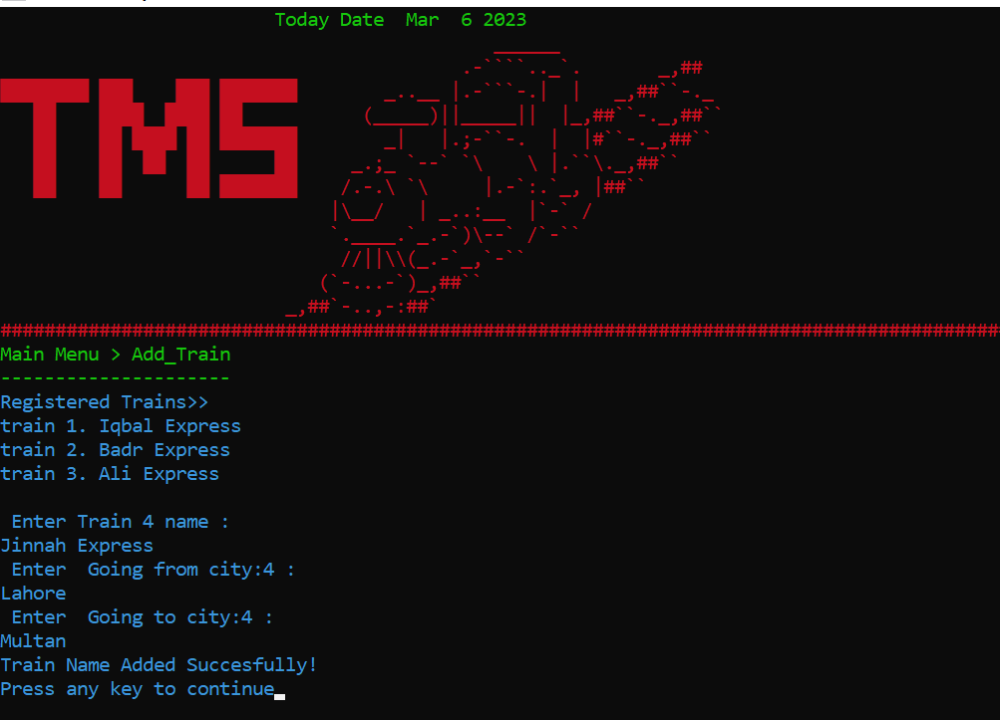 Today Date  Mar  6 2023
TMS
################################################################################
Main Menu > Add_Train
---------------------
Registered Trains>>
train 1. Iqbal Express
train 2. Badr Express
train 3. Ali Express
Enter Train 4 name :
Jinnah Express
Enter  Going from city:4 :
Lahore
Enter  Going to city:4 :
Multan
Train Name Added Succesfully!
Press any key to continue